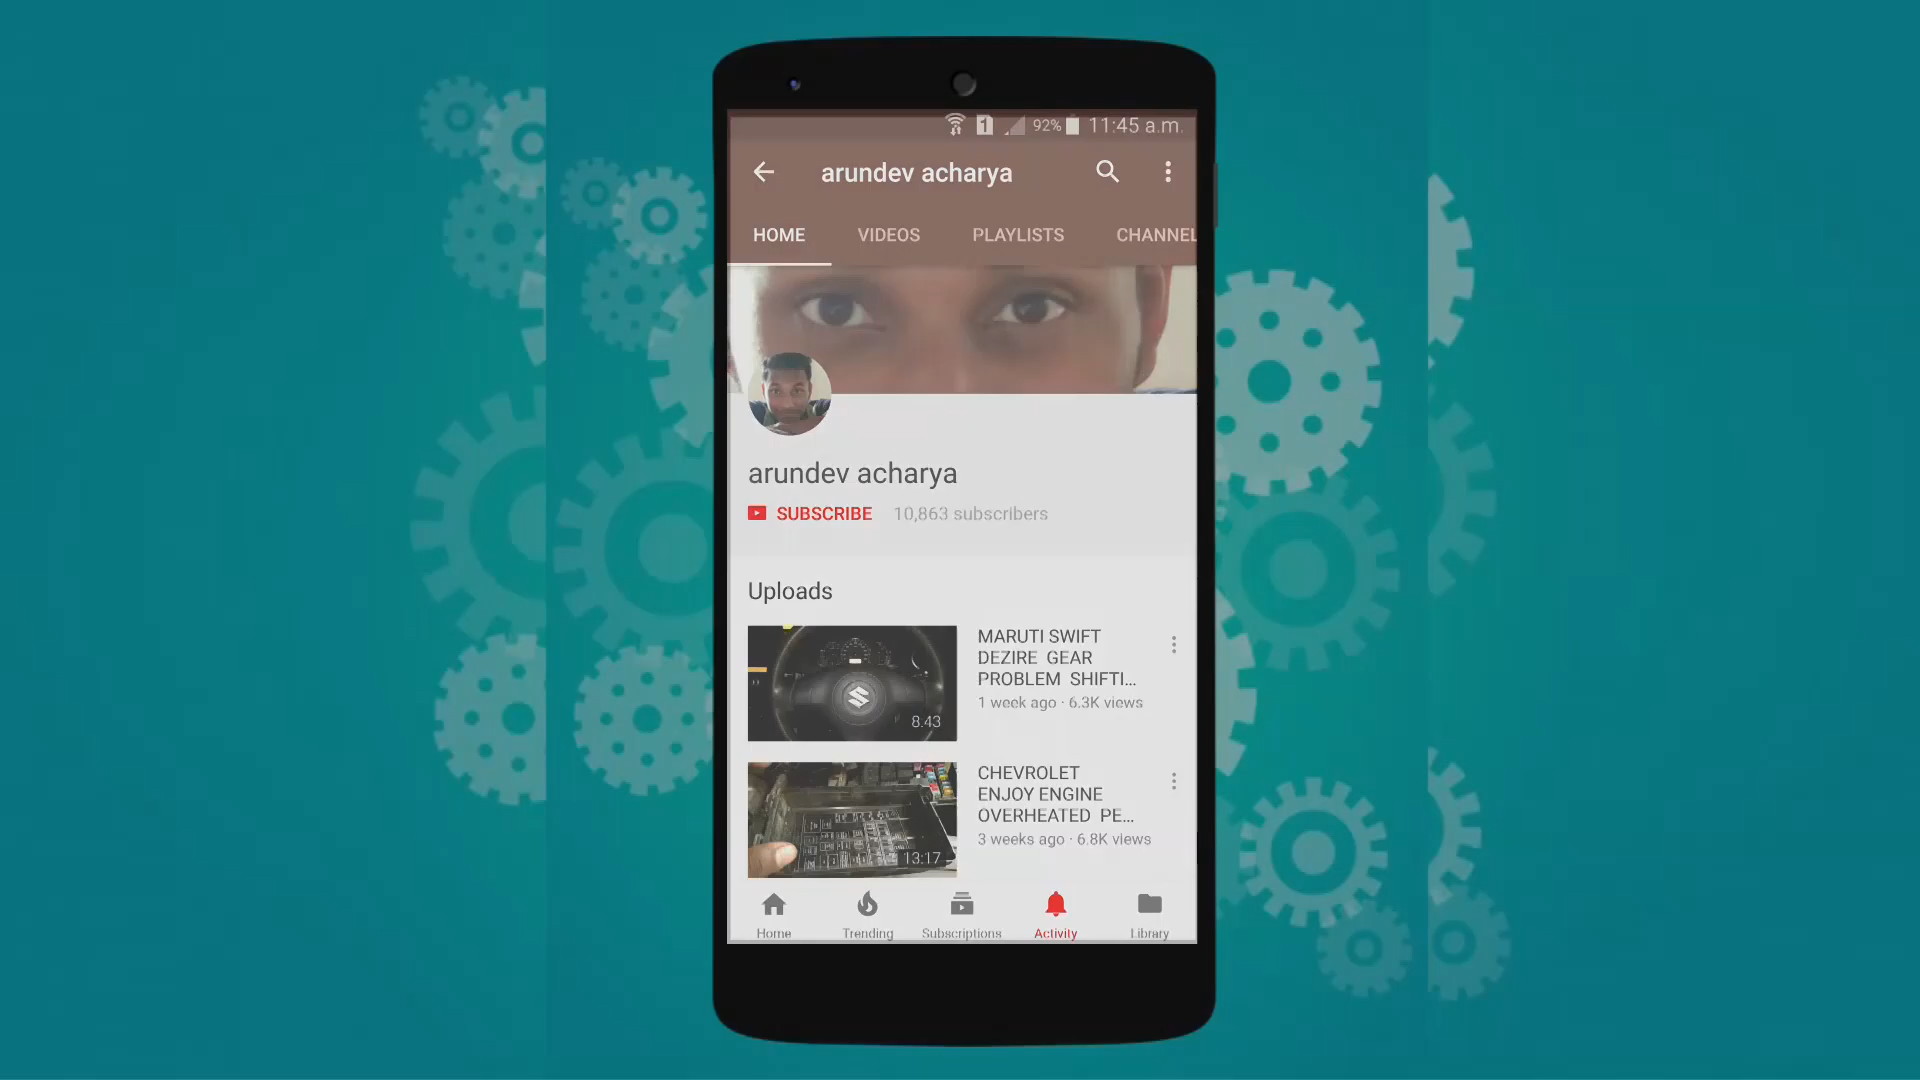 1 92% 11:45 a.m.
arundev acharya
HOME VIDEOS PLAYLISTS CHANNEL
arundev acharya
SUBSCRIBE 10,863 subscribers
Uploads
MARUTI SWIFT
DEZIRE GEAR
PROBLEM SHIFTI...
1 week ago · 6.3K views
8.43
CHEVROLET
ENJOY ENGINE
OVERHEATED PE...
3 weeks ago · 6.8K views
13:17
Home Trending Subscriptions Activity Library